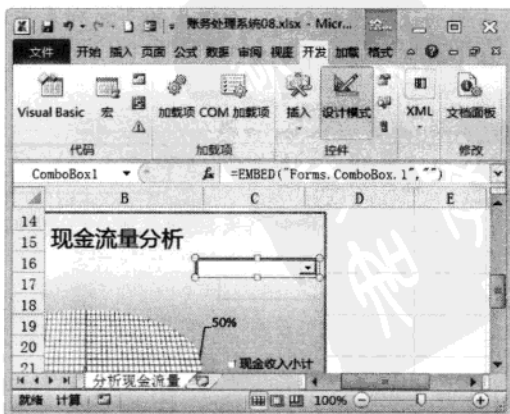 账务处理系统08.xlsx - Micr...
文件 开始 插入 页面 公式 数据 审阅 视图 开发 加载 格式
Visual Basic 宏 加载项 COM 加载项 插入 设计模式 XML 文档面板
代码 加载项 控件 修改
ComboBox1 fx =EMBED("Forms.ComboBox.1","")
B C D E
14
15 现金流量分析
16
17
18
19 50%
20
21 现金收入小计
分析现金流量
就绪 计算 100%